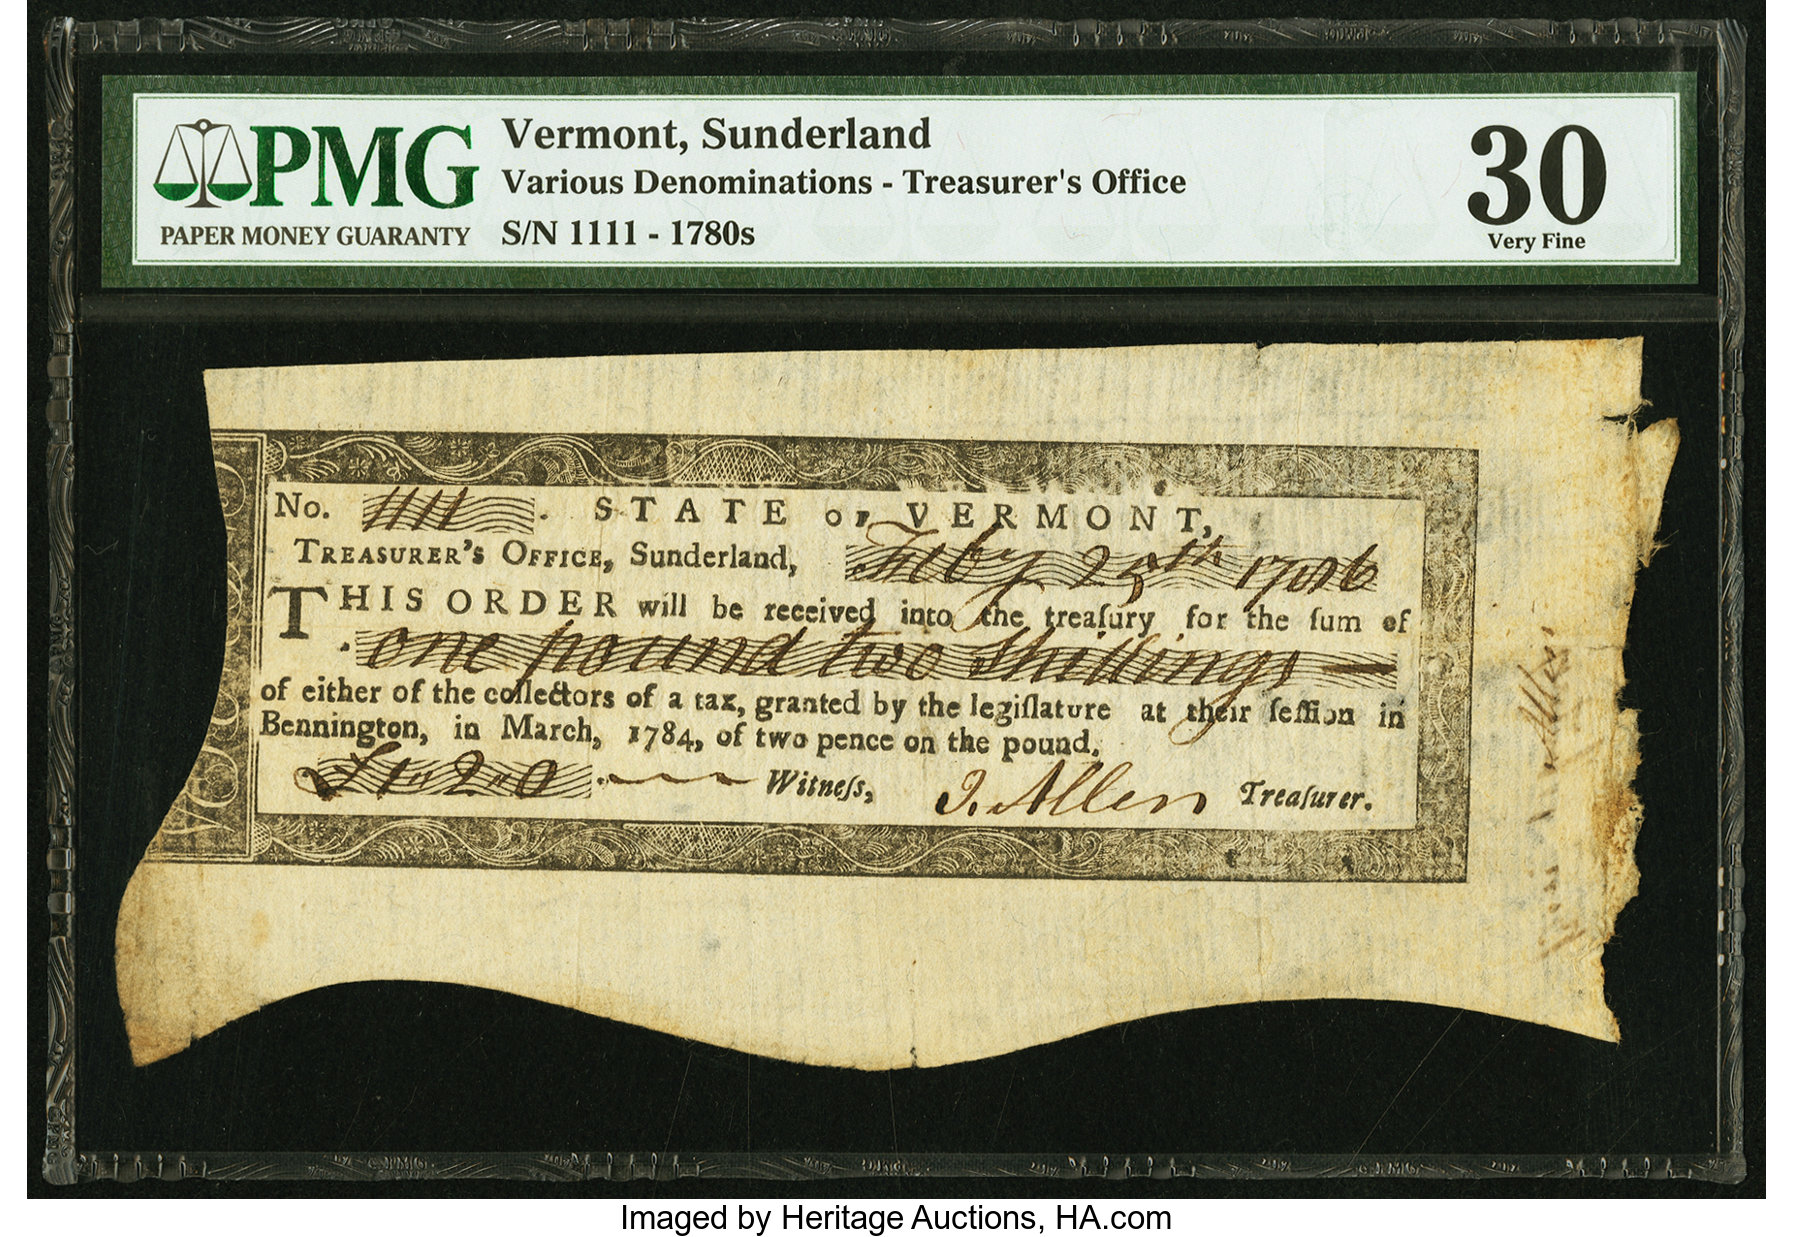 PMG
PAPER MONEY GUARANTY
Vermont, Sunderland
Various Denominations - Treasurer's Office
S/N 1111 - 1780s
30
Very Fine
No. 1111. STATE OF VERMONT,
TREASURER'S OFFICE, Sunderland, Feby 25th 1786
THIS ORDER will be received into the treaſury for the ſum of
one pound two Shillings —
of either of the collectors of a tax, granted by the legiſlature at their ſeſſion in
Bennington, in March, 1784, of two pence on the pound.
£1"2"0 Witneſs, I. Allen Treaſurer.
Imaged by Heritage Auctions, HA.com